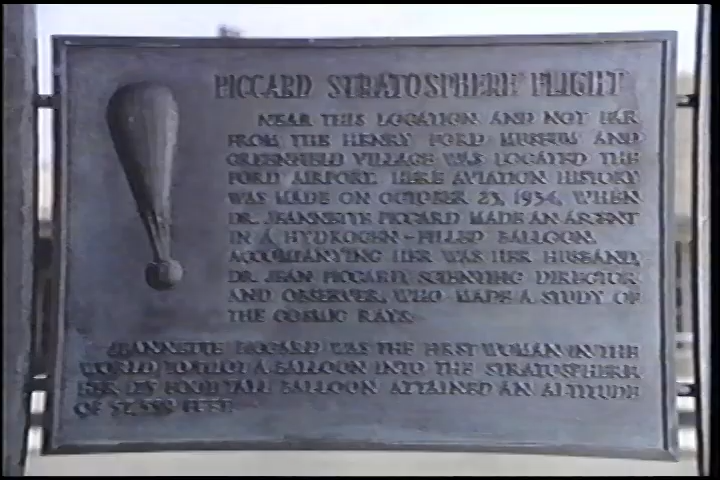 PICCARD STRATOSPHERE FLIGHT
NEAR THIS LOCATION AND NOT FAR
FROM THE HENRY FORD MUSEUM AND
GREENFIELD VILLAGE WAS LOCATED THE
FORD AIRPORT. HERE AVIATION HISTORY
WAS MADE ON OCTOBER 23, 1934, WHEN
DR. JEANNETTE PICCARD MADE AN ASCENT
IN A HYDROGEN-FILLED BALLOON.
ACCOMPANYING HER WAS HER HUSBAND,
DR. JEAN PICCARD, SCIENTIFIC DIRECTOR
AND OBSERVER, WHO MADE A STUDY OF
THE COSMIC RAYS.
JEANNETTE PICCARD WAS THE FIRST WOMAN IN THE
WORLD TO PILOT A BALLOON INTO THE STRATOSPHERE.
HER TALL BALLOON ATTAINED AN ALTITUDE
OF FEET.